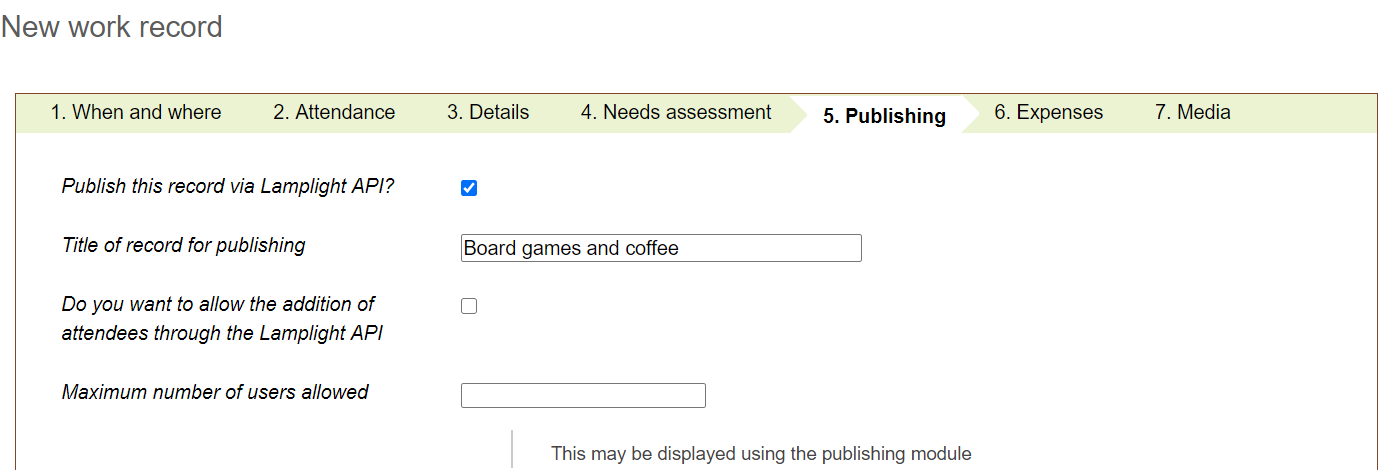 New work record
1. When and where 2. Attendance 3. Details 4. Needs assessment 5. Publishing 6. Expenses 7. Media
Publish this record via Lamplight API?
Title of record for publishing Board games and coffee
Do you want to allow the addition of
attendees through the Lamplight API
Maximum number of users allowed
This may be displayed using the publishing module